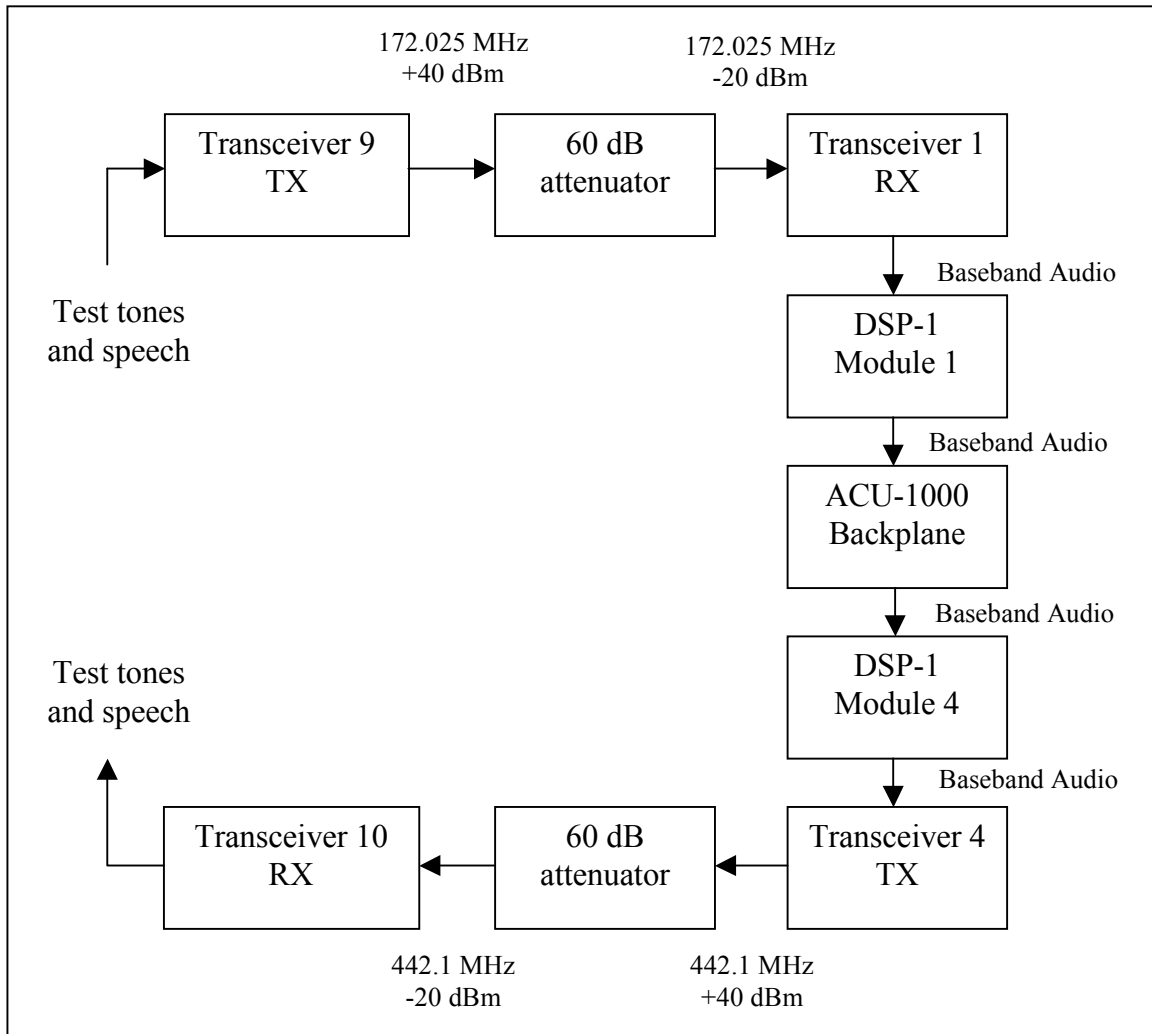 172.025 MHz
+40 dBm
172.025 MHz
-20 dBm
Transceiver 9
TX
60 dB
attenuator
Transceiver 1
RX
Test tones
and speech
Baseband Audio
DSP-1
Module 1
Baseband Audio
ACU-1000
Backplane
Baseband Audio
DSP-1
Module 4
Baseband Audio
Transceiver 4
TX
60 dB
attenuator
Transceiver 10
RX
Test tones
and speech
442.1 MHz
-20 dBm
442.1 MHz
+40 dBm